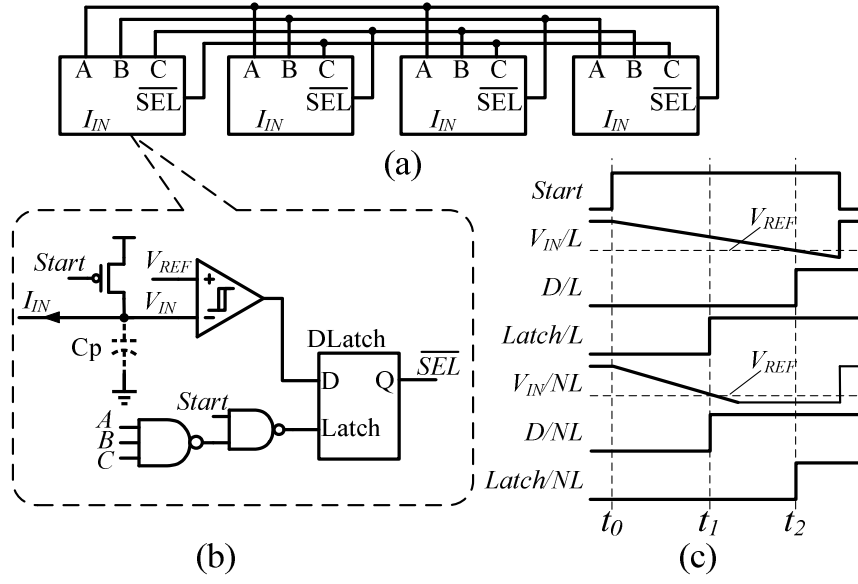 A B C
SEL
I_IN
A B C
SEL
I_IN
A B C
SEL
I_IN
A B C
SEL
I_IN
(a)
Start
V_REF
+
I_IN
V_IN
−
Cp
DLatch
D Q
SEL
Start
Latch
A
B
C
(b)
Start
V_IN/L
V_REF
D/L
Latch/L
V_IN/NL
V_REF
D/NL
Latch/NL
t_0 t_1 t_2
(c)